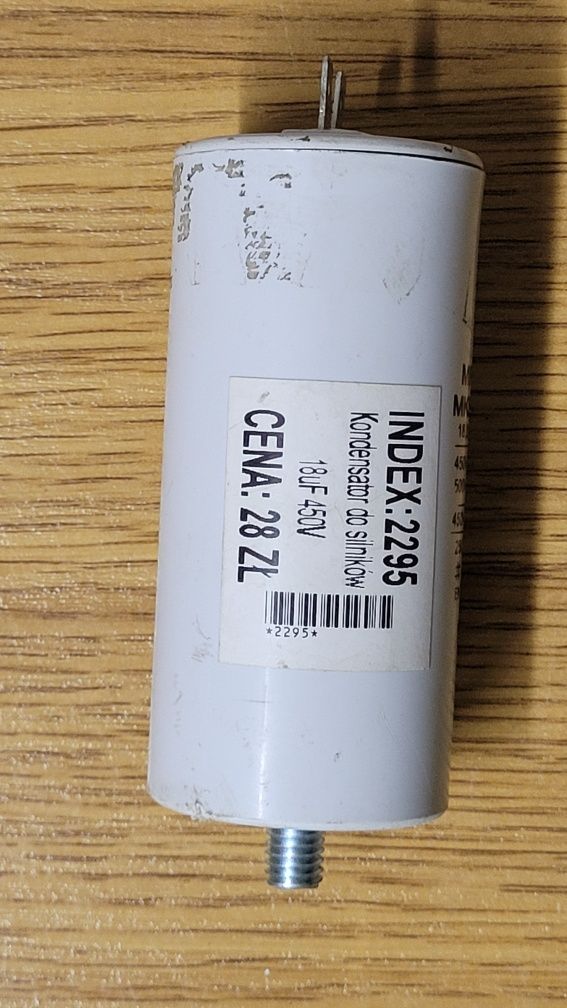 INDEX:2295
Kondensator do silników
18uF 450V
CENA: 28 ZŁ
*2295*